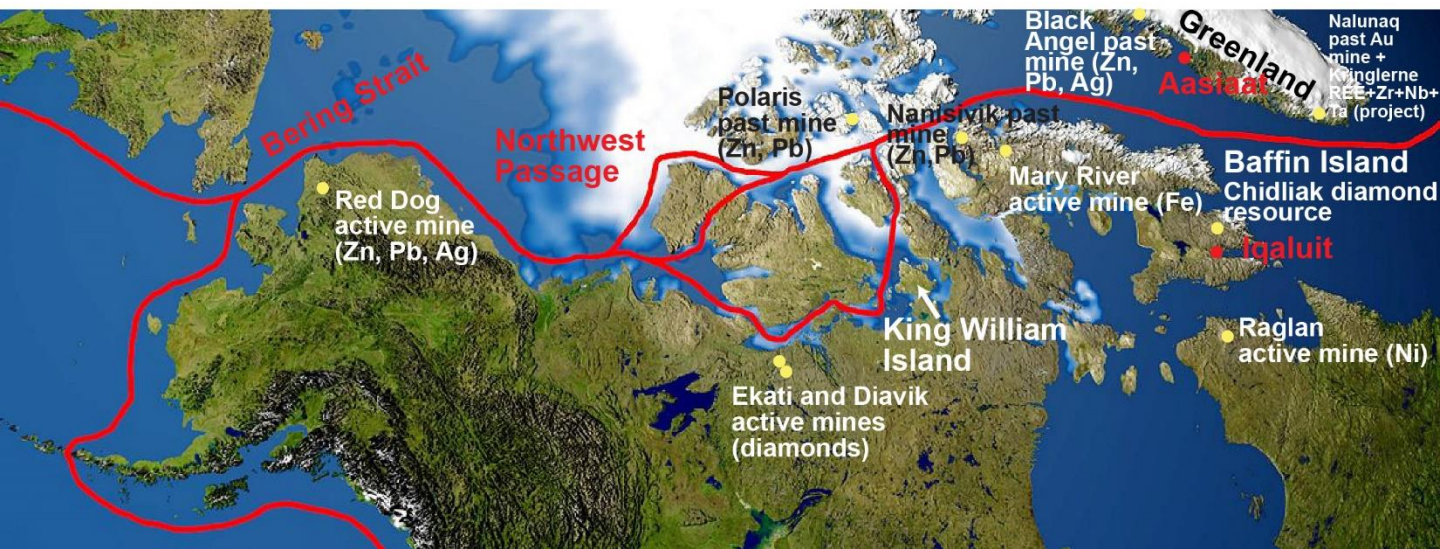 Bering Strait
Red Dog
active mine
(Zn, Pb, Ag)
Northwest
Passage
Polaris
past mine
(Zn, Pb)
Nanisivik past
mine
(Zn,Pb)
Black
Angel past
mine (Zn,
Pb, Ag)
Aasiaat
Greenland
Nalunaq
past Au
mine +
Kringlerne
REE+Zr+Nb+
Ta (project)
Mary River
active mine (Fe)
Baffin Island
Chidliak diamond
resource
Iqaluit
King William
Island
Raglan
active mine (Ni)
Ekati and Diavik
active mines
(diamonds)